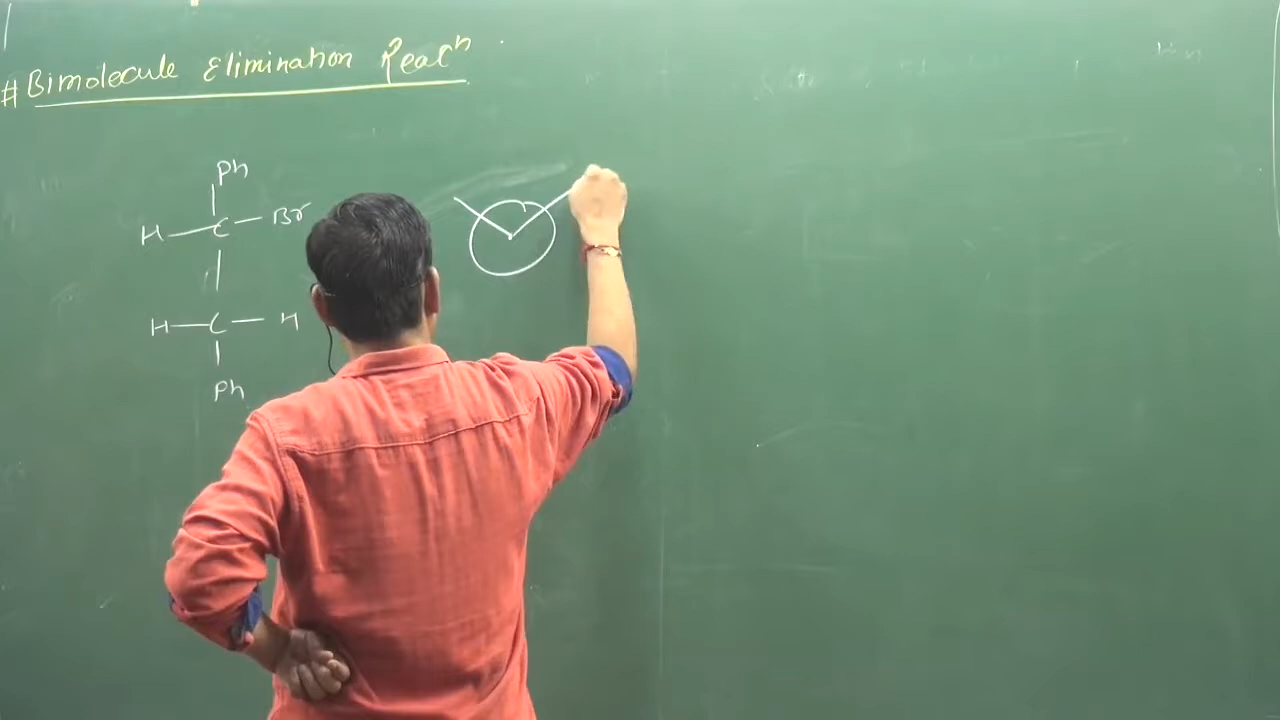 # Bimolecule Elimination Reacⁿ
Ph
H — C — Br
H — C — H
Ph